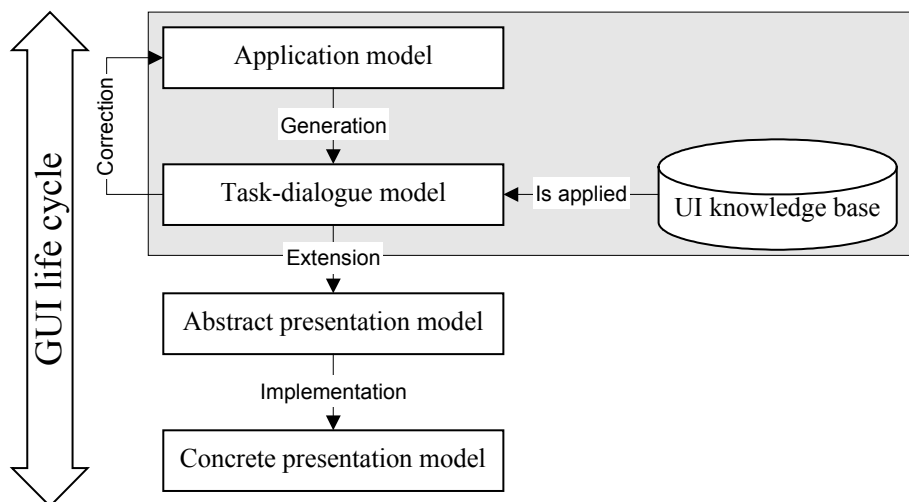 Application model
Generation
Correction
Task-dialogue model
Is applied
UI knowledge base
Extension
GUI life cycle
Abstract presentation model
Implementation
Concrete presentation model